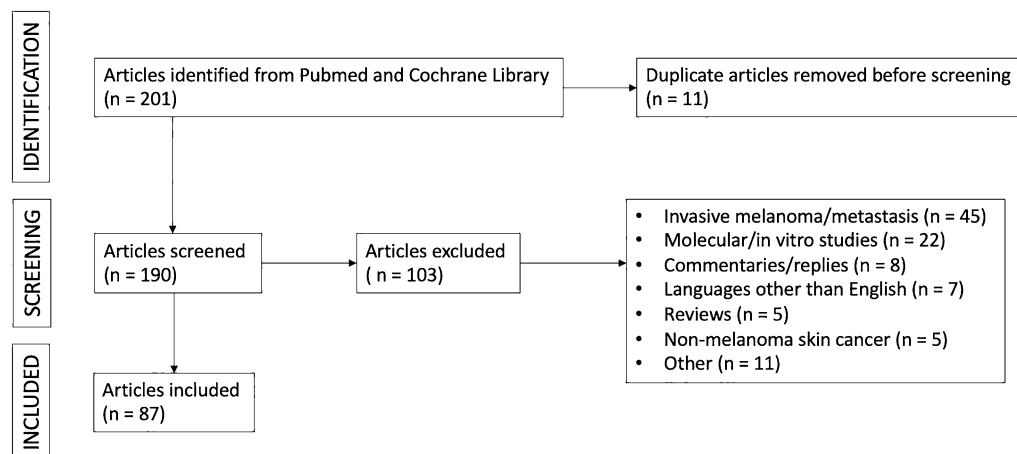 IDENTIFICATION
Articles identified from Pubmed and Cochrane Library
(n = 201)
Duplicate articles removed before screening
(n = 11)
SCREENING
Articles screened
(n = 190)
Articles excluded
( n = 103)
• Invasive melanoma/metastasis (n = 45)
• Molecular/in vitro studies (n = 22)
• Commentaries/replies (n = 8)
• Languages other than English (n = 7)
• Reviews (n = 5)
• Non-melanoma skin cancer (n = 5)
• Other (n = 11)
INCLUDED
Articles included
(n = 87)